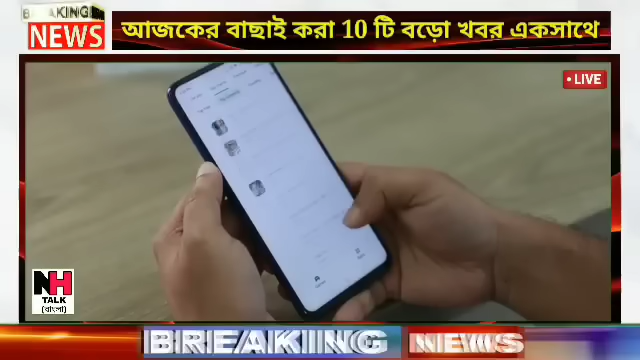 BREAKING
NEWS
আজকের বাছাই করা 10 টি বড়ো খবর একসাথে
LIVE
NH
TALK
(বাংলা)
BREAKING NEWS